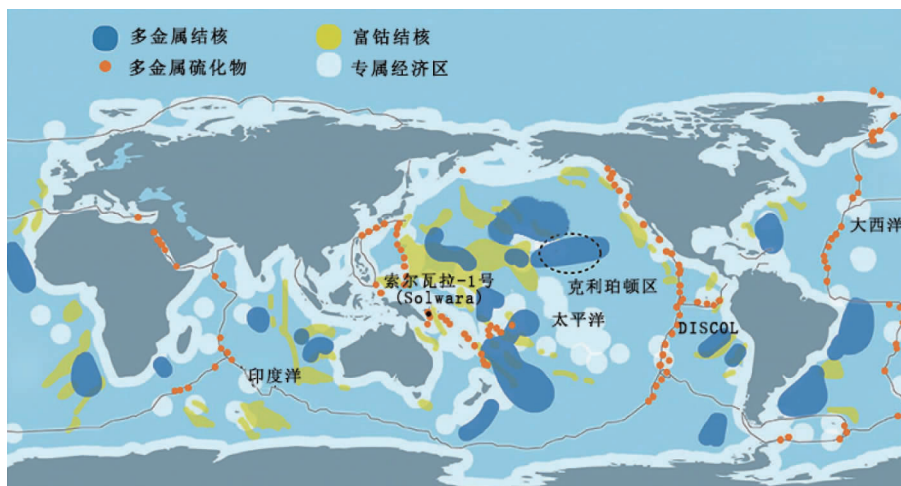 多金属结核
富钴结核
多金属硫化物
专属经济区
大西洋
索尔瓦拉-1号
(Solwara)
克利珀顿区
太平洋
DISCOL
印度洋